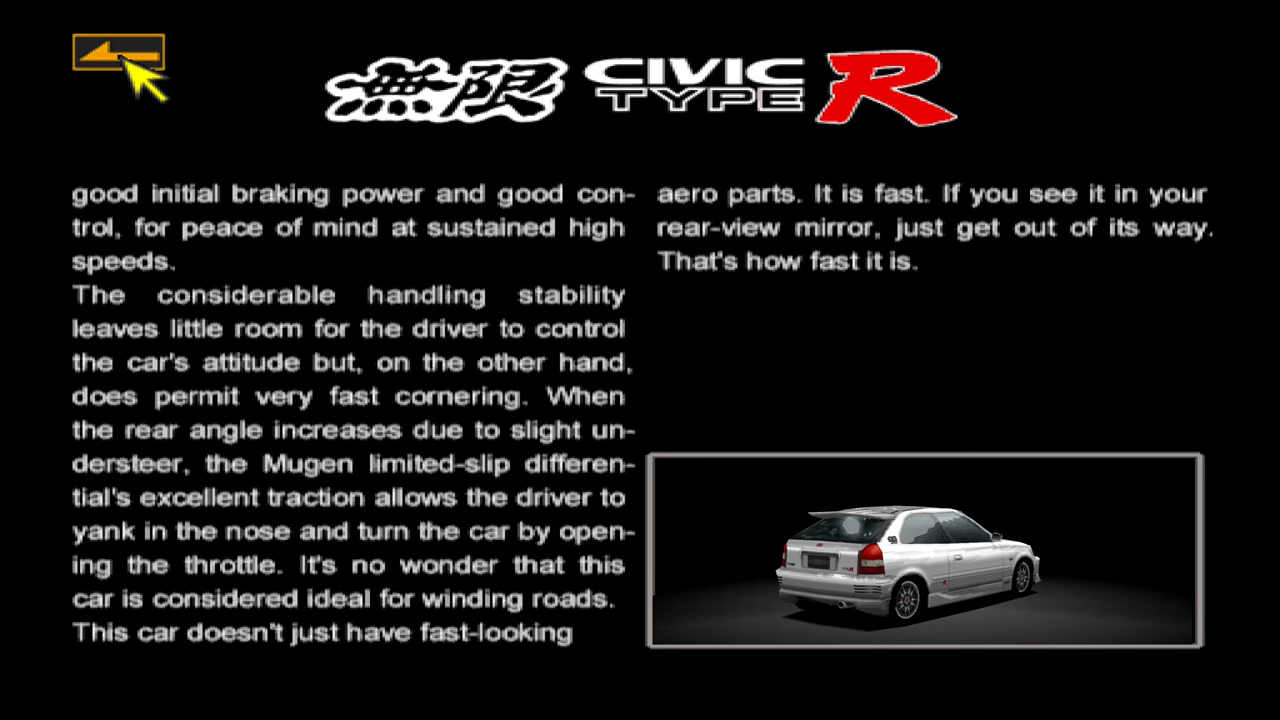 無限 CIVIC TYPE R
good initial braking power and good con-
trol, for peace of mind at sustained high
speeds.
The considerable handling stability
leaves little room for the driver to control
the car's attitude but, on the other hand,
does permit very fast cornering. When
the rear angle increases due to slight un-
dersteer, the Mugen limited-slip differen-
tial's excellent traction allows the driver to
yank in the nose and turn the car by open-
ing the throttle. It's no wonder that this
car is considered ideal for winding roads.
This car doesn't just have fast-looking
aero parts. It is fast. If you see it in your
rear-view mirror, just get out of its way.
That's how fast it is.